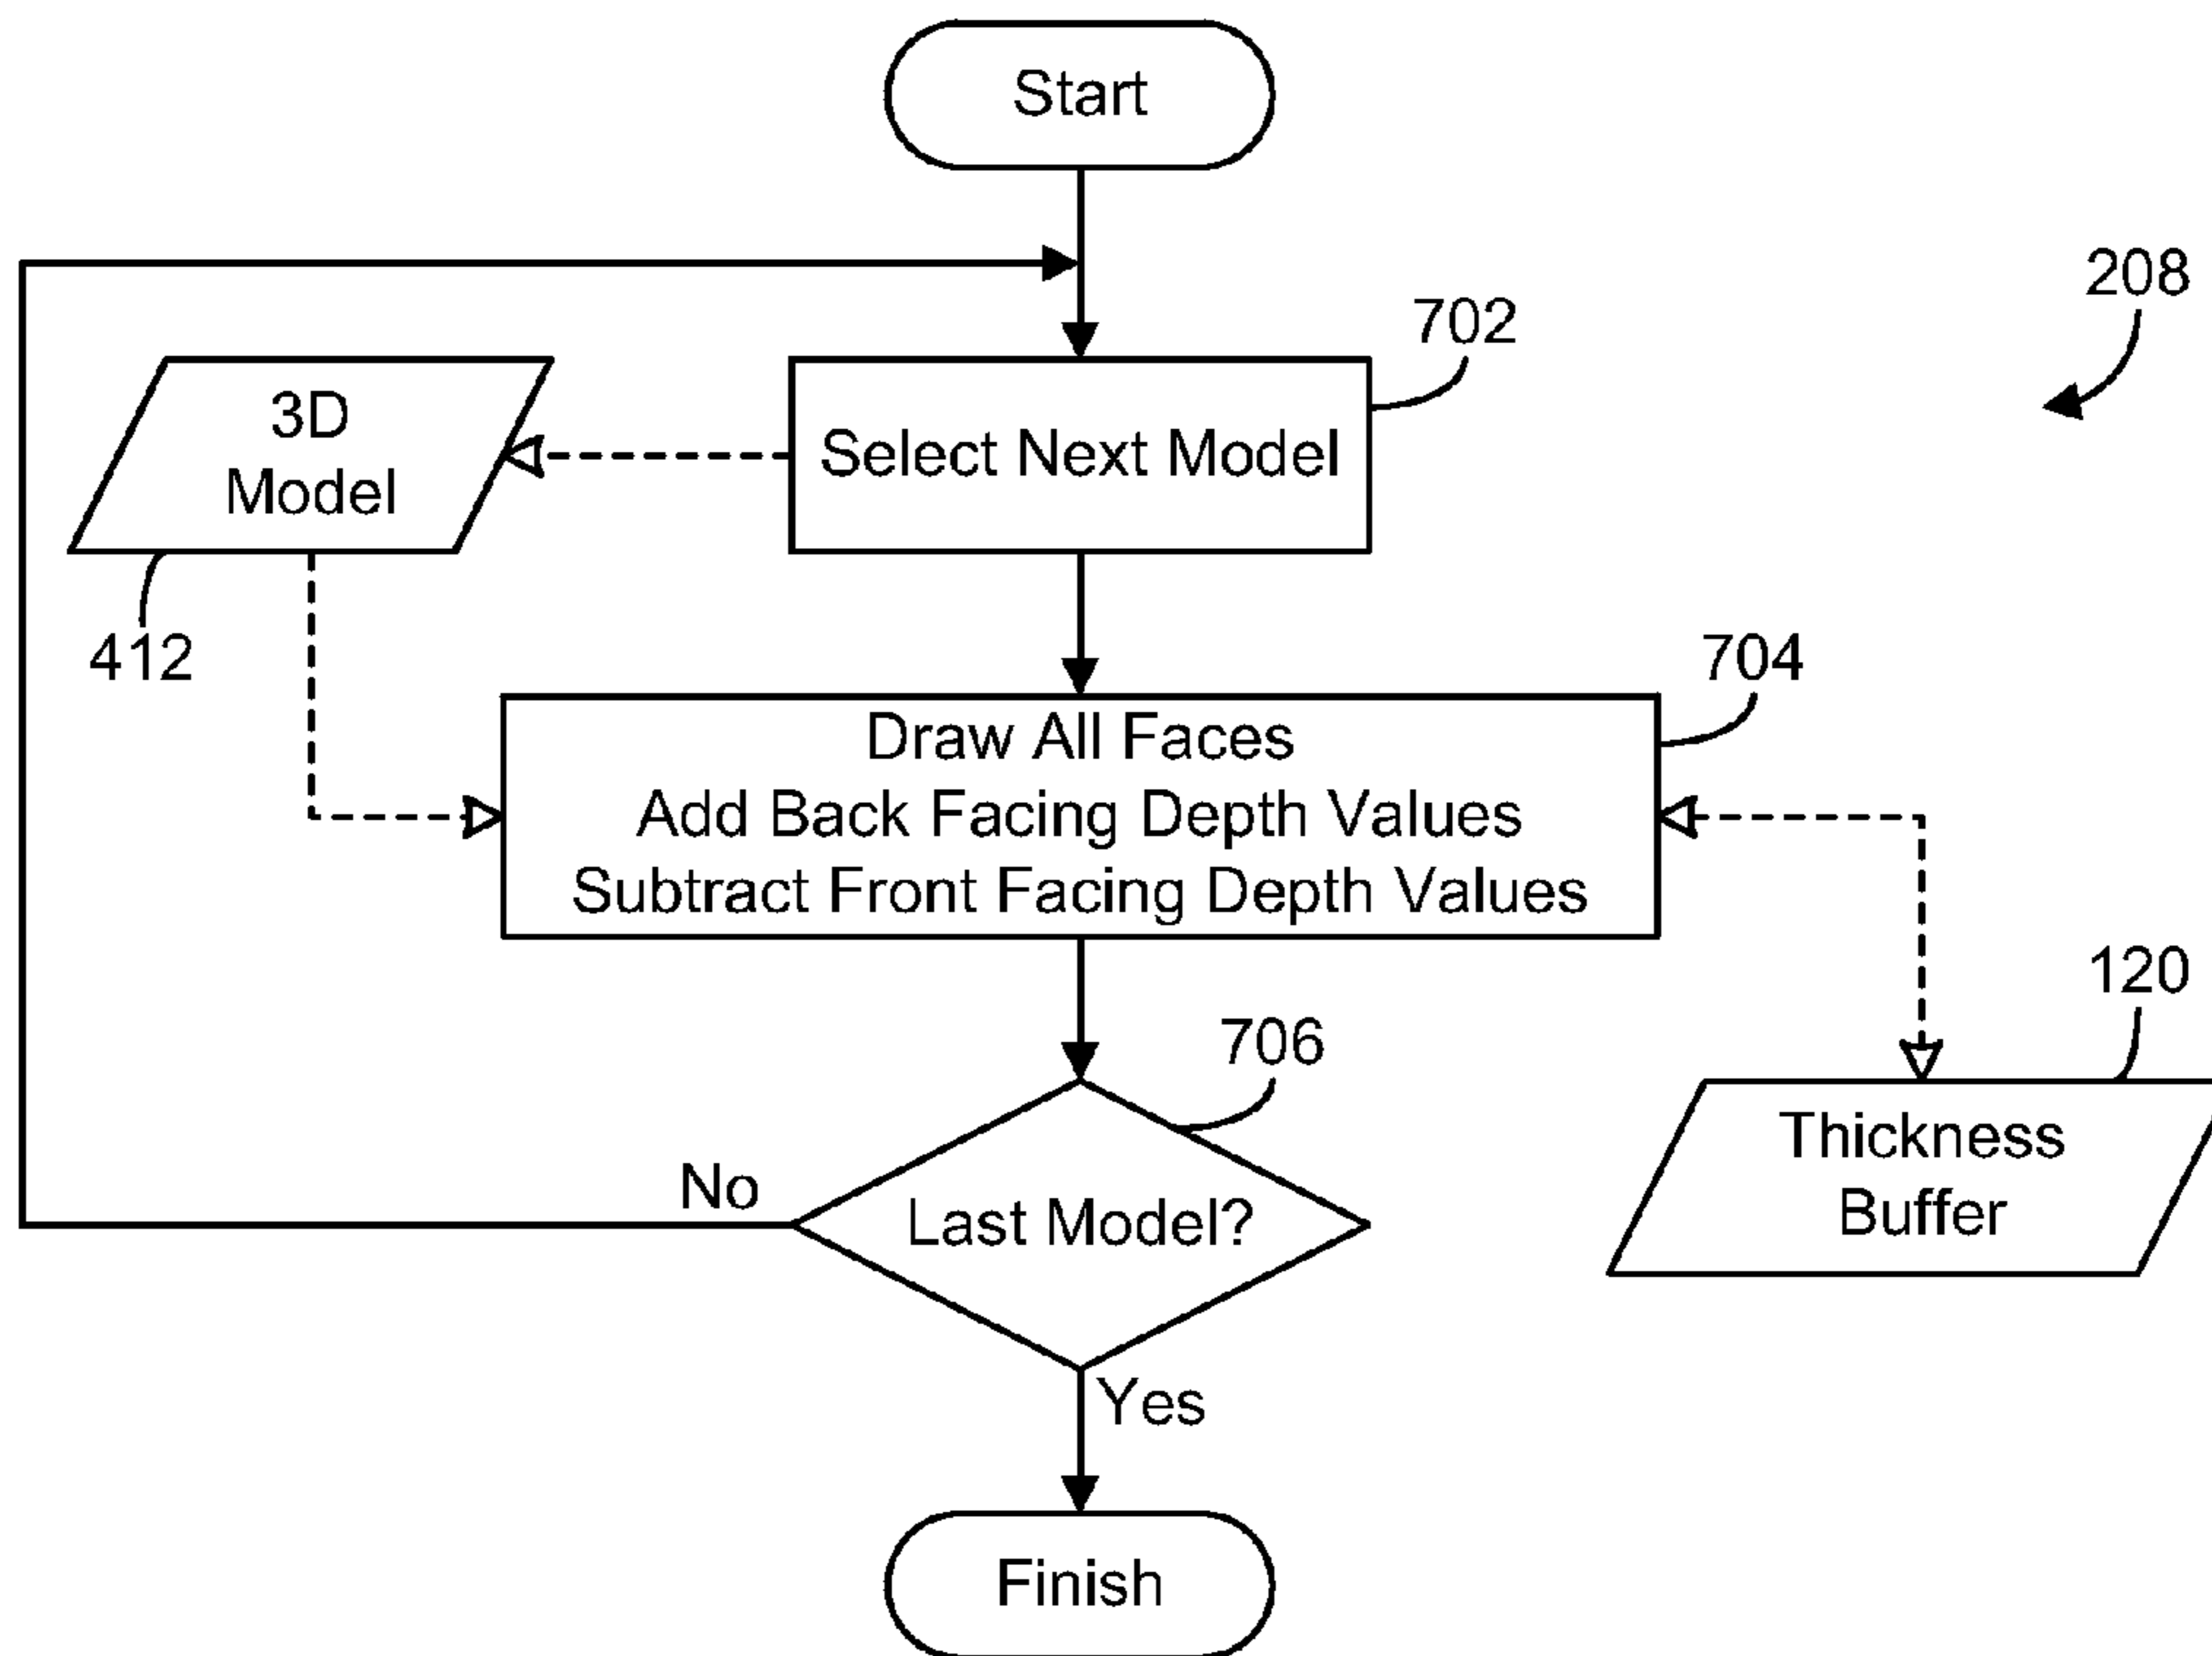 Start
208
702
3D
Model
Select Next Model
412
704
Draw All Faces
Add Back Facing Depth Values
Subtract Front Facing Depth Values
120
706
Thickness
Buffer
No
Last Model?
Yes
Finish